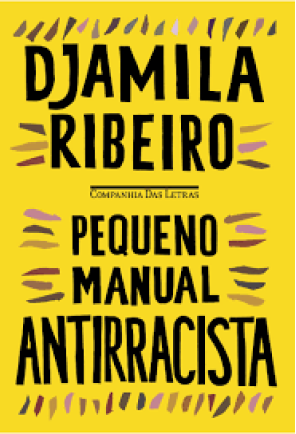 DJAMILA
RIBEIRO
COMPANHIA DAS LETRAS
PEQUENO
MANUAL
ANTIRRACISTA